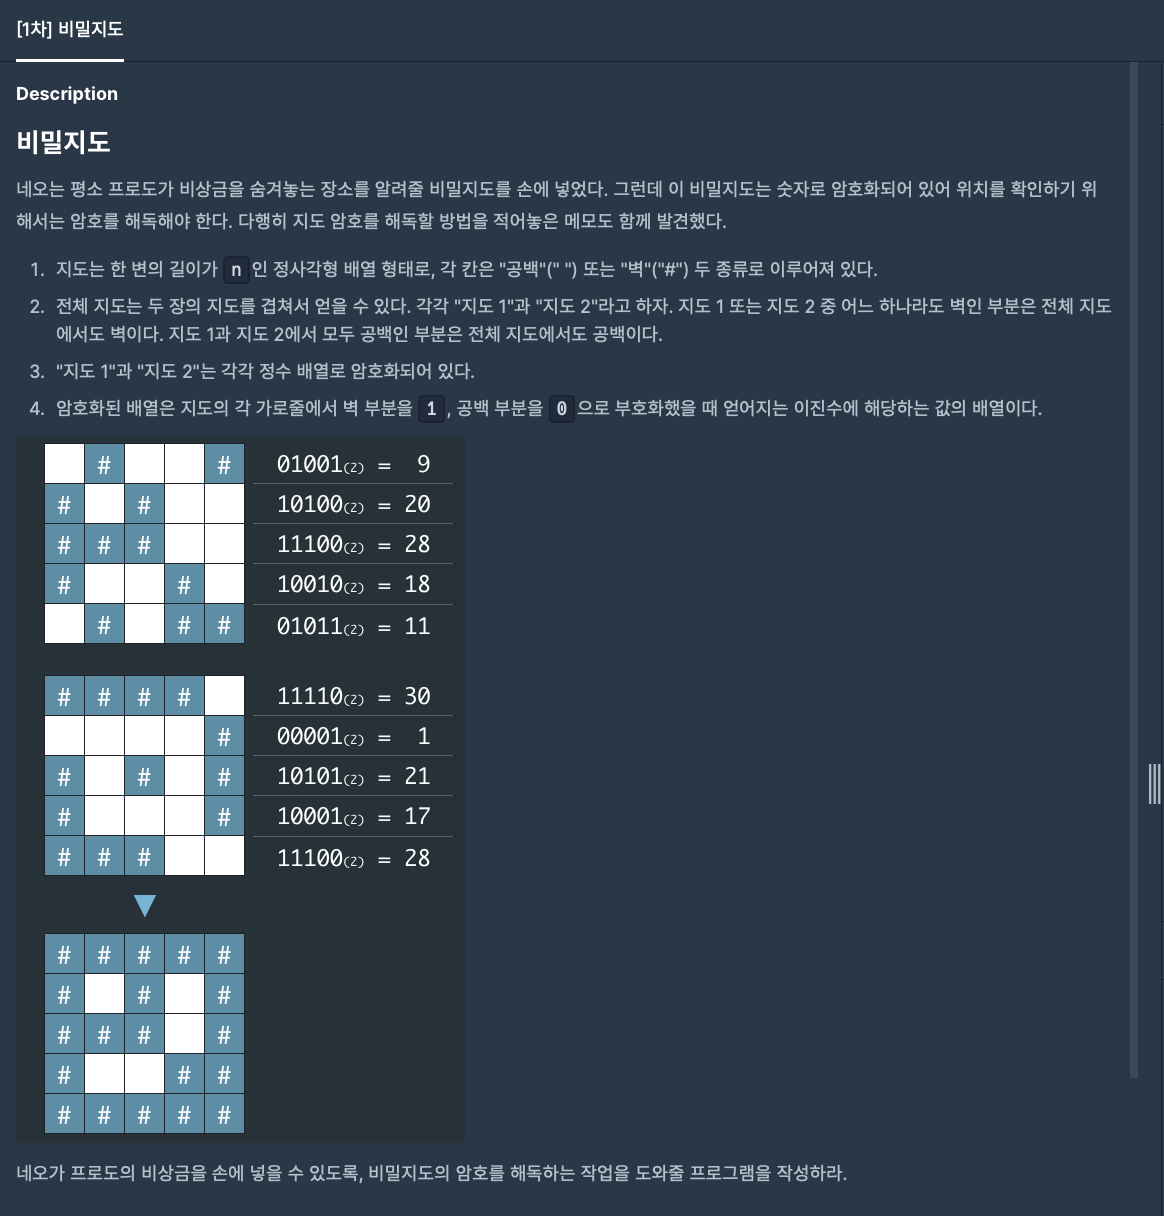 [1차] 비밀지도
Description
비밀지도
네오는 평소 프로도가 비상금을 숨겨놓는 장소를 알려줄 비밀지도를 손에 넣었다. 그런데 이 비밀지도는 숫자로 암호화되어 있어 위치를 확인하기 위
해서는 암호를 해독해야 한다. 다행히 지도 암호를 해독할 방법을 적어놓은 메모도 함께 발견했다.
1. 지도는 한 변의 길이가 n 인 정사각형 배열 형태로, 각 칸은 "공백"(" ") 또는 "벽"("#") 두 종류로 이루어져 있다.
2. 전체 지도는 두 장의 지도를 겹쳐서 얻을 수 있다. 각각 "지도 1"과 "지도 2"라고 하자. 지도 1 또는 지도 2 중 어느 하나라도 벽인 부분은 전체 지도
에서도 벽이다. 지도 1과 지도 2에서 모두 공백인 부분은 전체 지도에서도 공백이다.
3. "지도 1"과 "지도 2"는 각각 정수 배열로 암호화되어 있다.
4. 암호화된 배열은 지도의 각 가로줄에서 벽 부분을 1 , 공백 부분을 0 으로 부호화했을 때 얻어지는 이진수에 해당하는 값의 배열이다.
# # 01001(2) = 9
# # 10100(2) = 20
# # # 11100(2) = 28
# # 10010(2) = 18
# # # 01011(2) = 11
# # # # 11110(2) = 30
# 00001(2) = 1
# # # 10101(2) = 21
# # 10001(2) = 17
# # # 11100(2) = 28
# # # # #
# # #
# # # #
# # #
# # # # #
네오가 프로도의 비상금을 손에 넣을 수 있도록, 비밀지도의 암호를 해독하는 작업을 도와줄 프로그램을 작성하라.